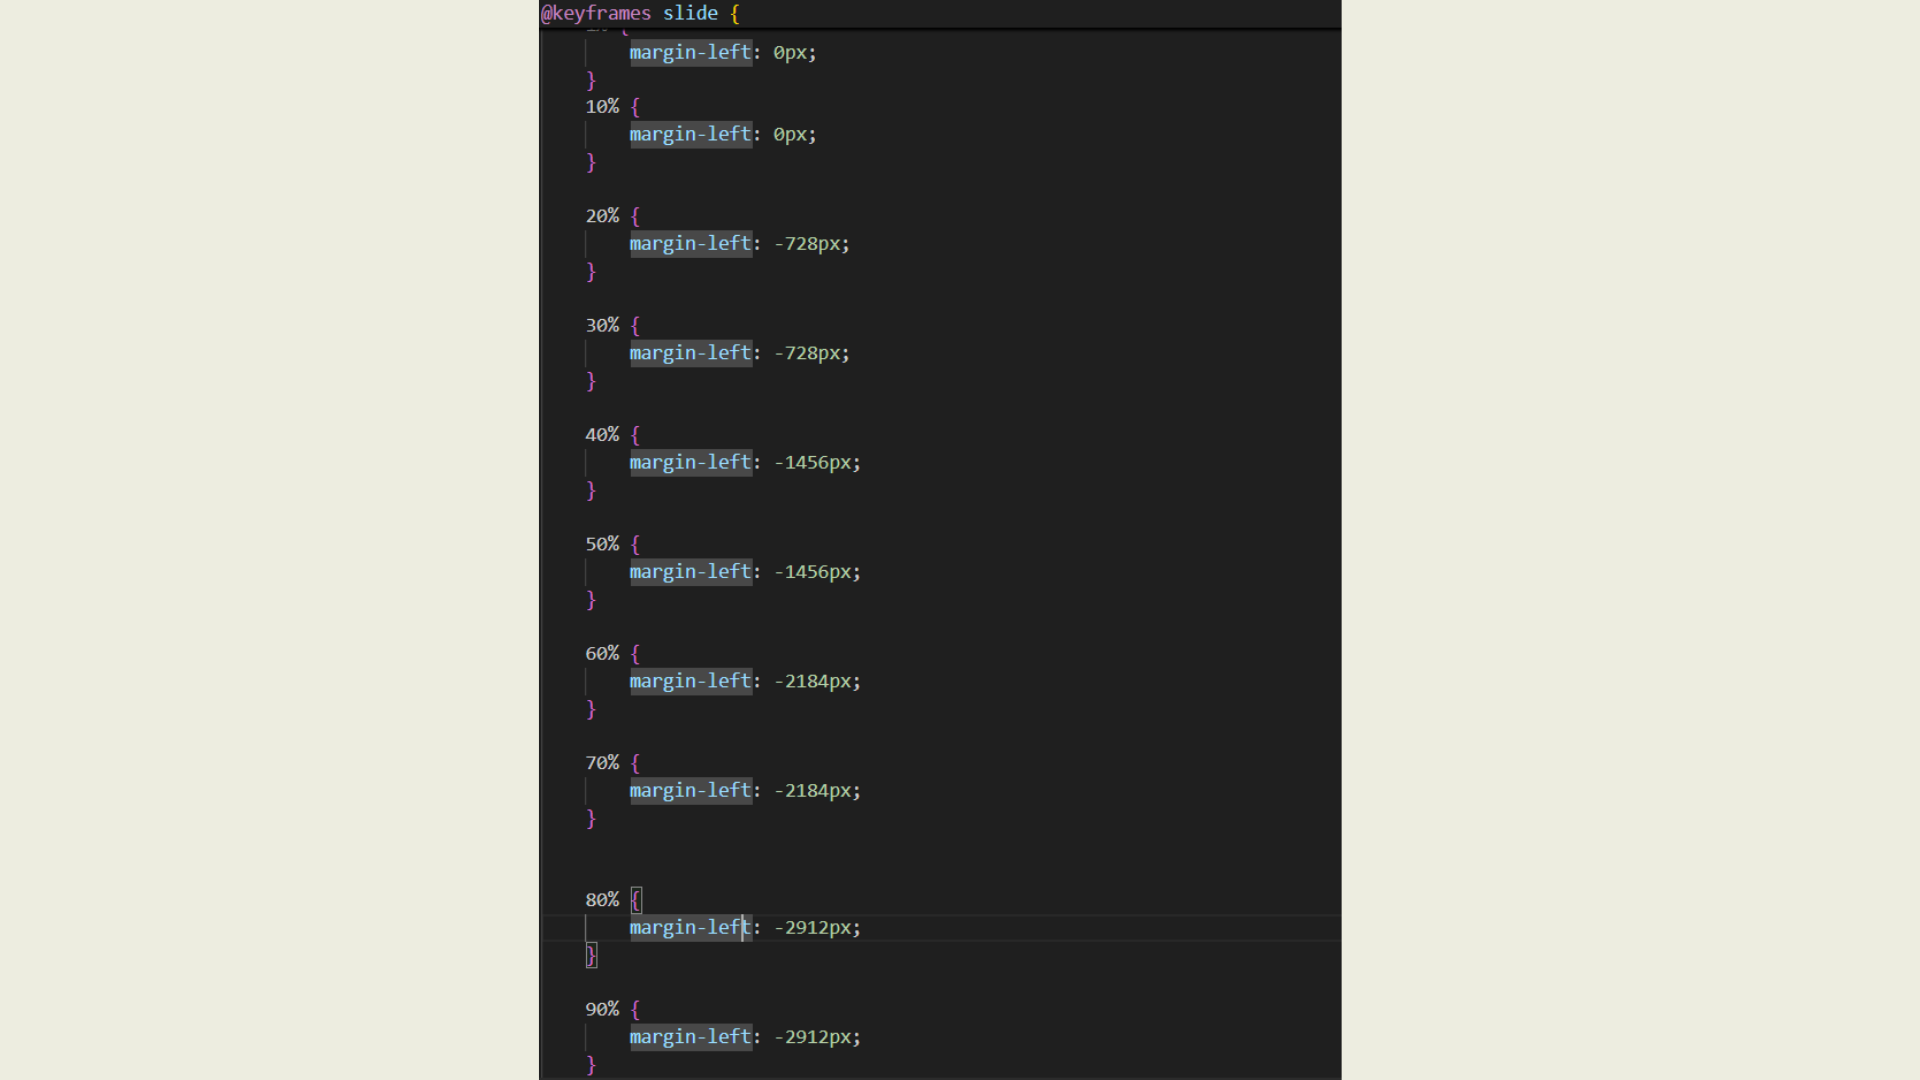 @keyframes slide {
margin-left: 0px;
}
10% {
margin-left: 0px;
}
20% {
margin-left: -728px;
}
30% {
margin-left: -728px;
}
40% {
margin-left: -1456px;
}
50% {
margin-left: -1456px;
}
60% {
margin-left: -2184px;
}
70% {
margin-left: -2184px;
}
80% {
margin-left: -2912px;
}
90% {
margin-left: -2912px;
}